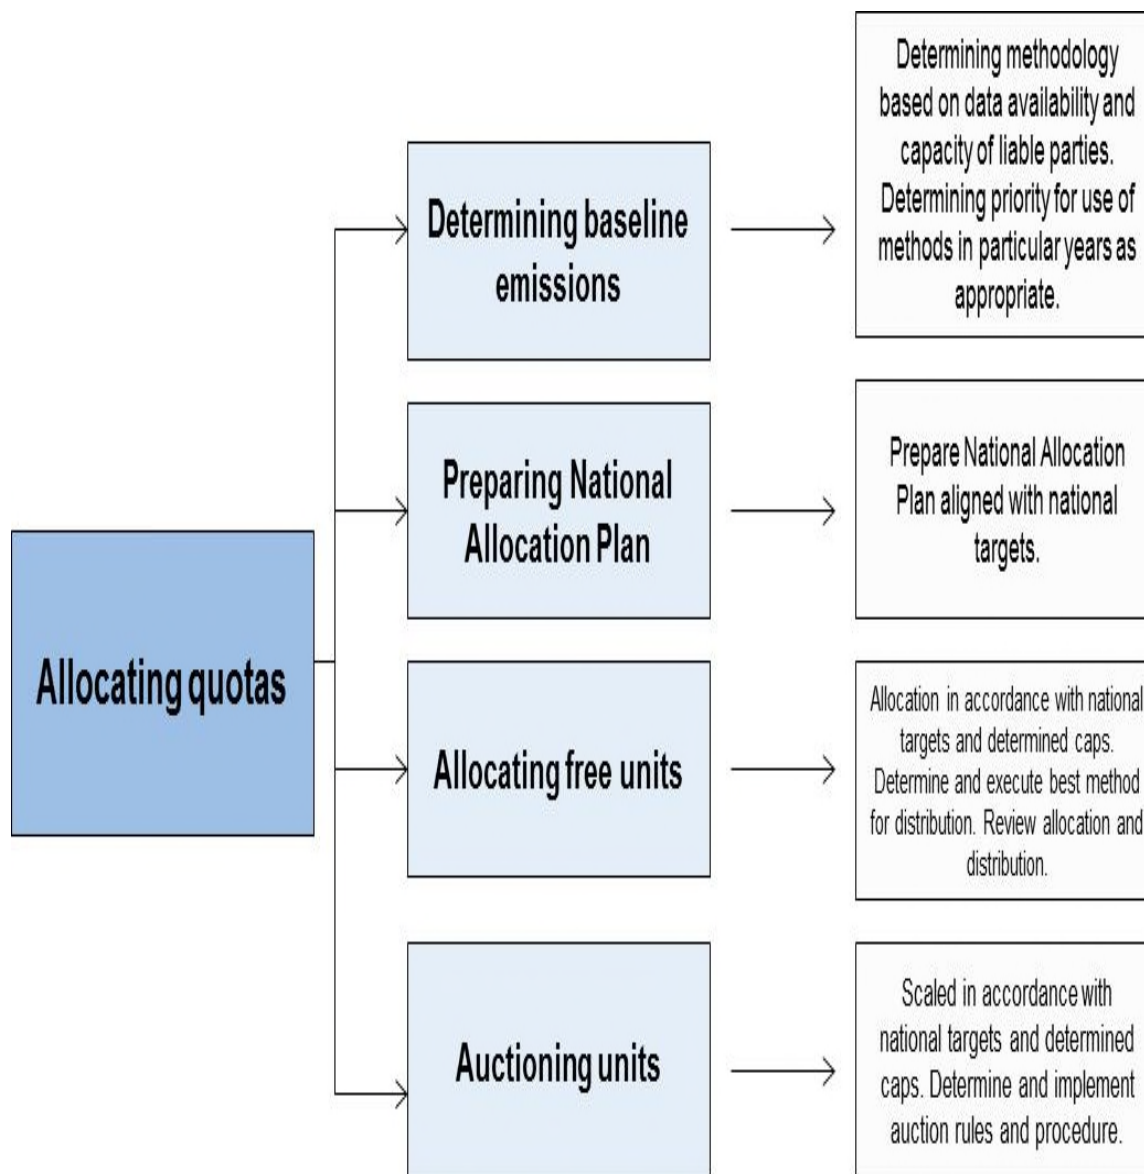 Allocating quotas
Determining baseline
emissions
Determining methodology
based on data availability and
capacity of liable parties.
Determining priority for use of
methods in particular years as
appropriate.
Preparing National
Allocation Plan
Prepare National Allocation
Plan aligned with national
targets.
Allocating free units
Allocation in accordance with national
targets and determined caps.
Determine and execute best method
for distribution. Review allocation and
distribution.
Auctioning units
Scaled in accordance with
national targets and determined
caps. Determine and implement
auction rules and procedure.